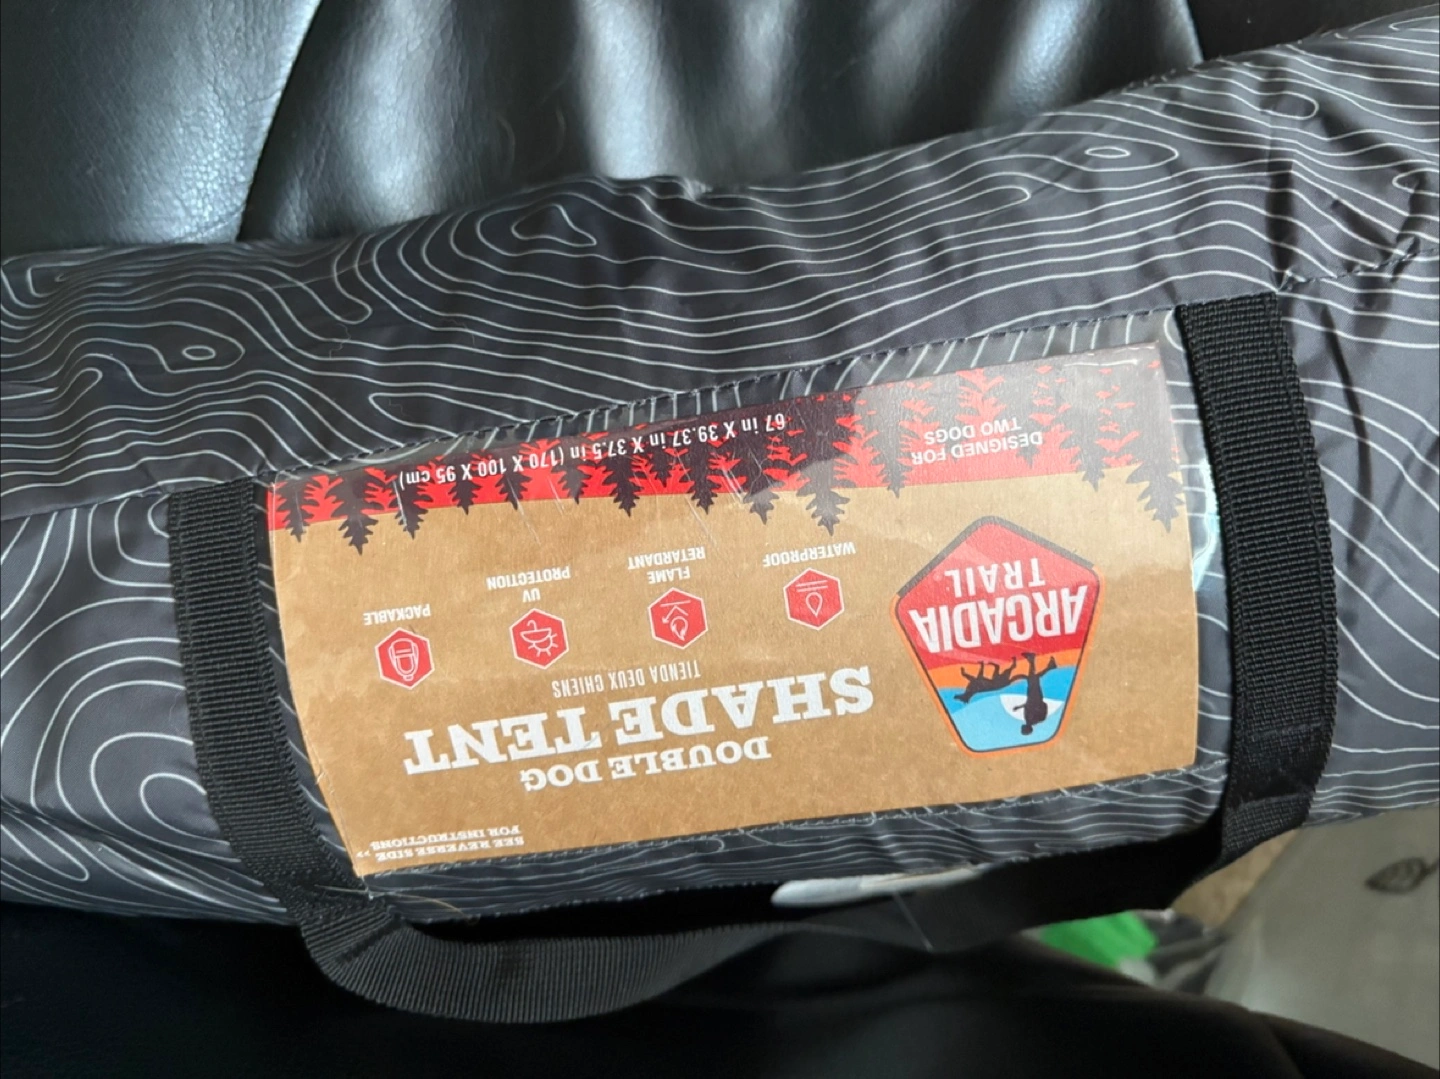 SEE REVERSE SIDE
FOR INSTRUCTIONS >>
DOUBLE DOG
SHADE TENT
TIENDA DEUX CHIENS
ARCADIA
TRAIL
WATERPROOF
FLAME
RETARDANT
UV
PROTECTION
PACKABLE
DESIGNED FOR
TWO DOGS
67 in X 39.37 in X 37.5 in (170 X 100 X 95 cm)